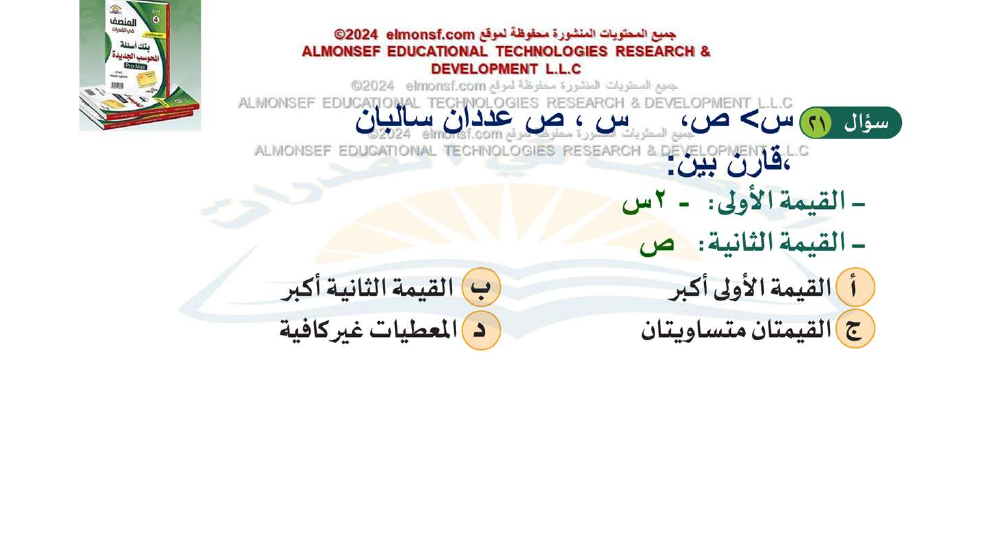 المنصف
في القدرات
بنك أسئلة
المحوسب الجديدة
جميع المحتويات المنشورة محفوظة لموقع elmonsf.com ©2024
ALMONSEF EDUCATIONAL TECHNOLOGIES RESEARCH &
DEVELOPMENT L.L.C
جميع المحتويات المنشورة محفوظة لموقع elmonsf.com ©2024
ALMONSEF EDUCATIONAL TECHNOLOGIES RESEARCH & DEVELOPMENT L.L.C
سؤال ٢١ س> ص، س ، ص عددان سالبان
جميع المحتويات المنشورة محفوظة لموقع elmonsf.com ©2024
ALMONSEF EDUCATIONAL TECHNOLOGIES RESEARCH & DEVELOPMENT L.L.C
،قارن بين:
– القيمة الأولى: - ٢س
– القيمة الثانية: ص
أ القيمة الأولى أكبر
ب القيمة الثانية أكبر
ج القيمتان متساويتان
د المعطيات غيركافية